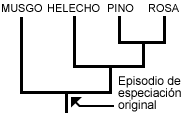 MUSGO HELECHO PINO ROSA
Episodio de
especiación
original